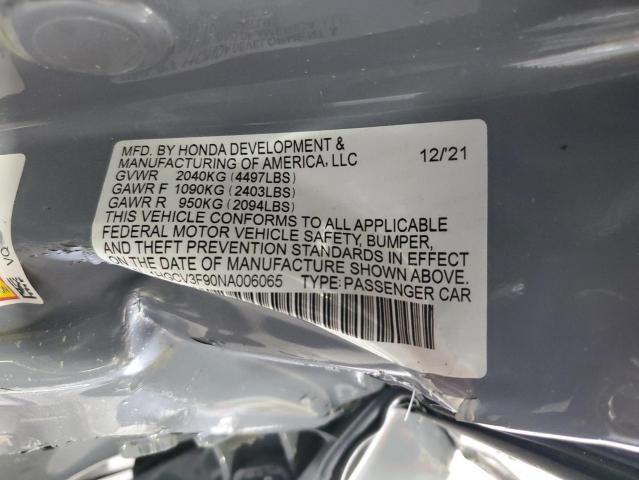 MFD. BY HONDA DEVELOPMENT &
MANUFACTURING OF AMERICA, LLC 12/'21
GVWR 2040KG (4497LBS)
GAWR F 1090KG (2403LBS)
GAWR R 950KG (2094LBS)
THIS VEHICLE CONFORMS TO ALL APPLICABLE
FEDERAL MOTOR VEHICLE SAFETY, BUMPER,
AND THEFT PREVENTION STANDARDS IN EFFECT
ON THE DATE OF MANUFACTURE SHOWN ABOVE.
1HGCV3F90NA006065 TYPE: PASSENGER CAR
VQ